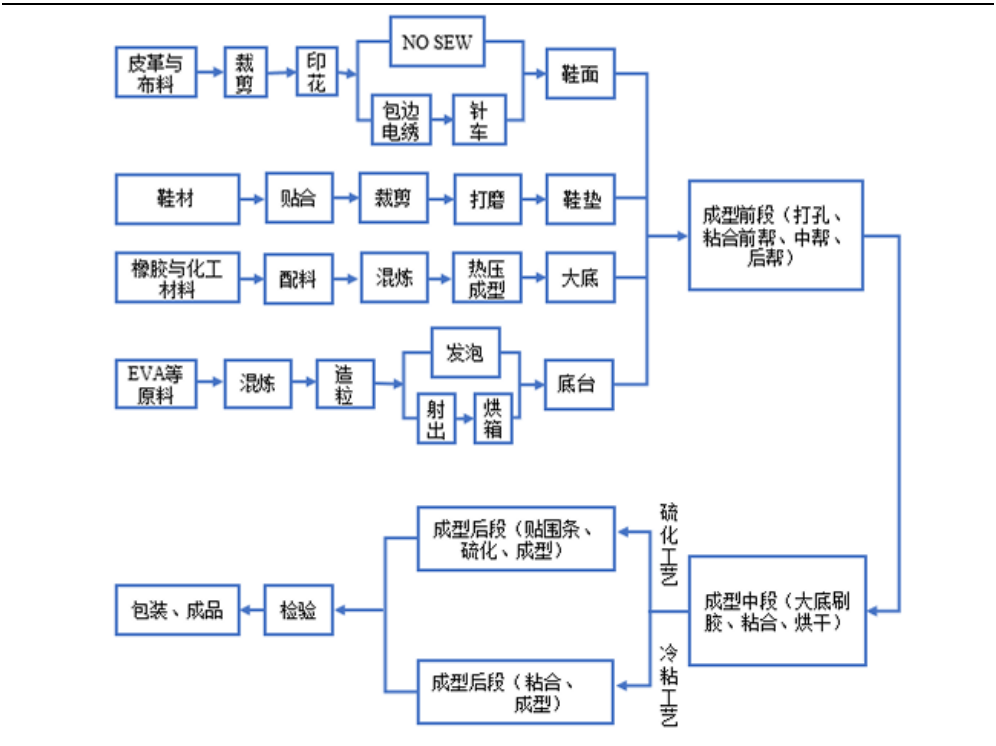 NO SEW
皮革与
布料
裁
剪
印
花
包边
电绣
针
车
鞋面
鞋材
贴合
裁剪
打磨
鞋垫
橡胶与化工
材料
配料
混炼
热压
成型
大底
EVA等
原料
混炼
造
粒
发泡
射
出
烘
箱
底台
成型前段（打孔、
粘合前帮、中帮、
后帮）
成型中段（大底刷
胶、粘合、烘干）
硫
化
工
艺
冷
粘
工
艺
成型后段（贴围条、
硫化、成型）
成型后段（粘合、
成型）
检验
包装、成品